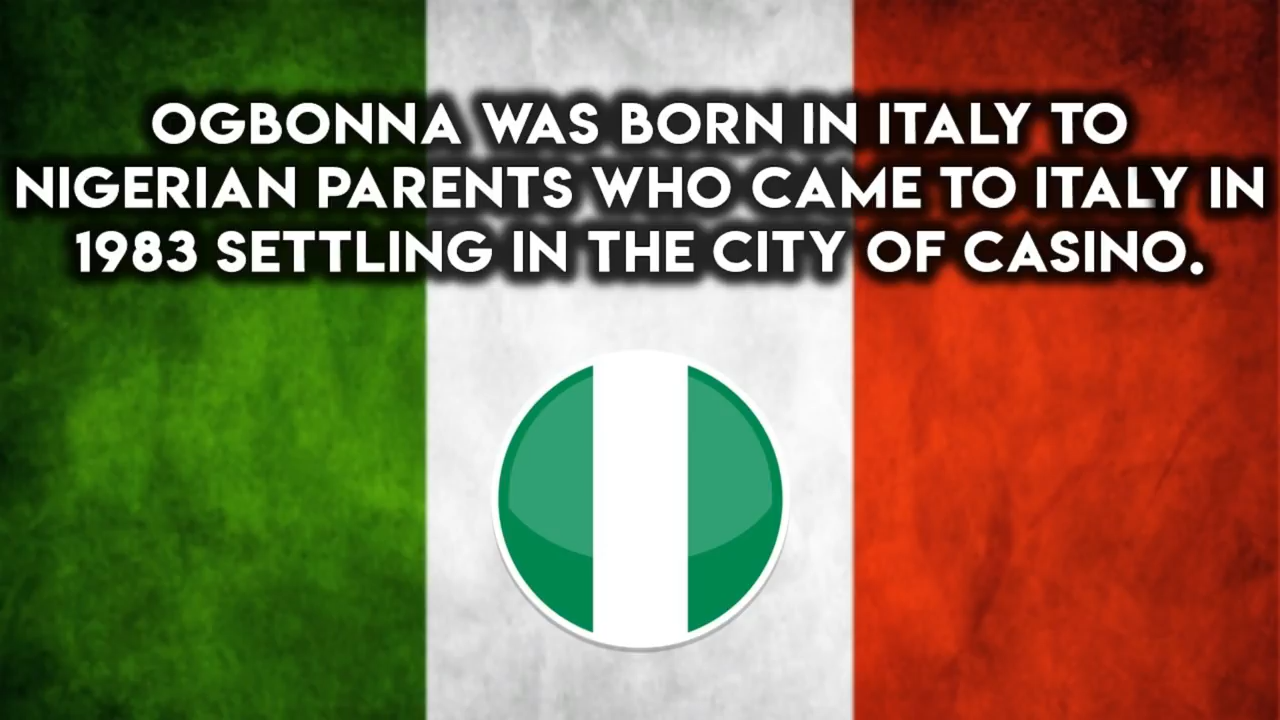 OGBONNA WAS BORN IN ITALY TO
NIGERIAN PARENTS WHO CAME TO ITALY IN
1983 SETTLING IN THE CITY OF CASINO.